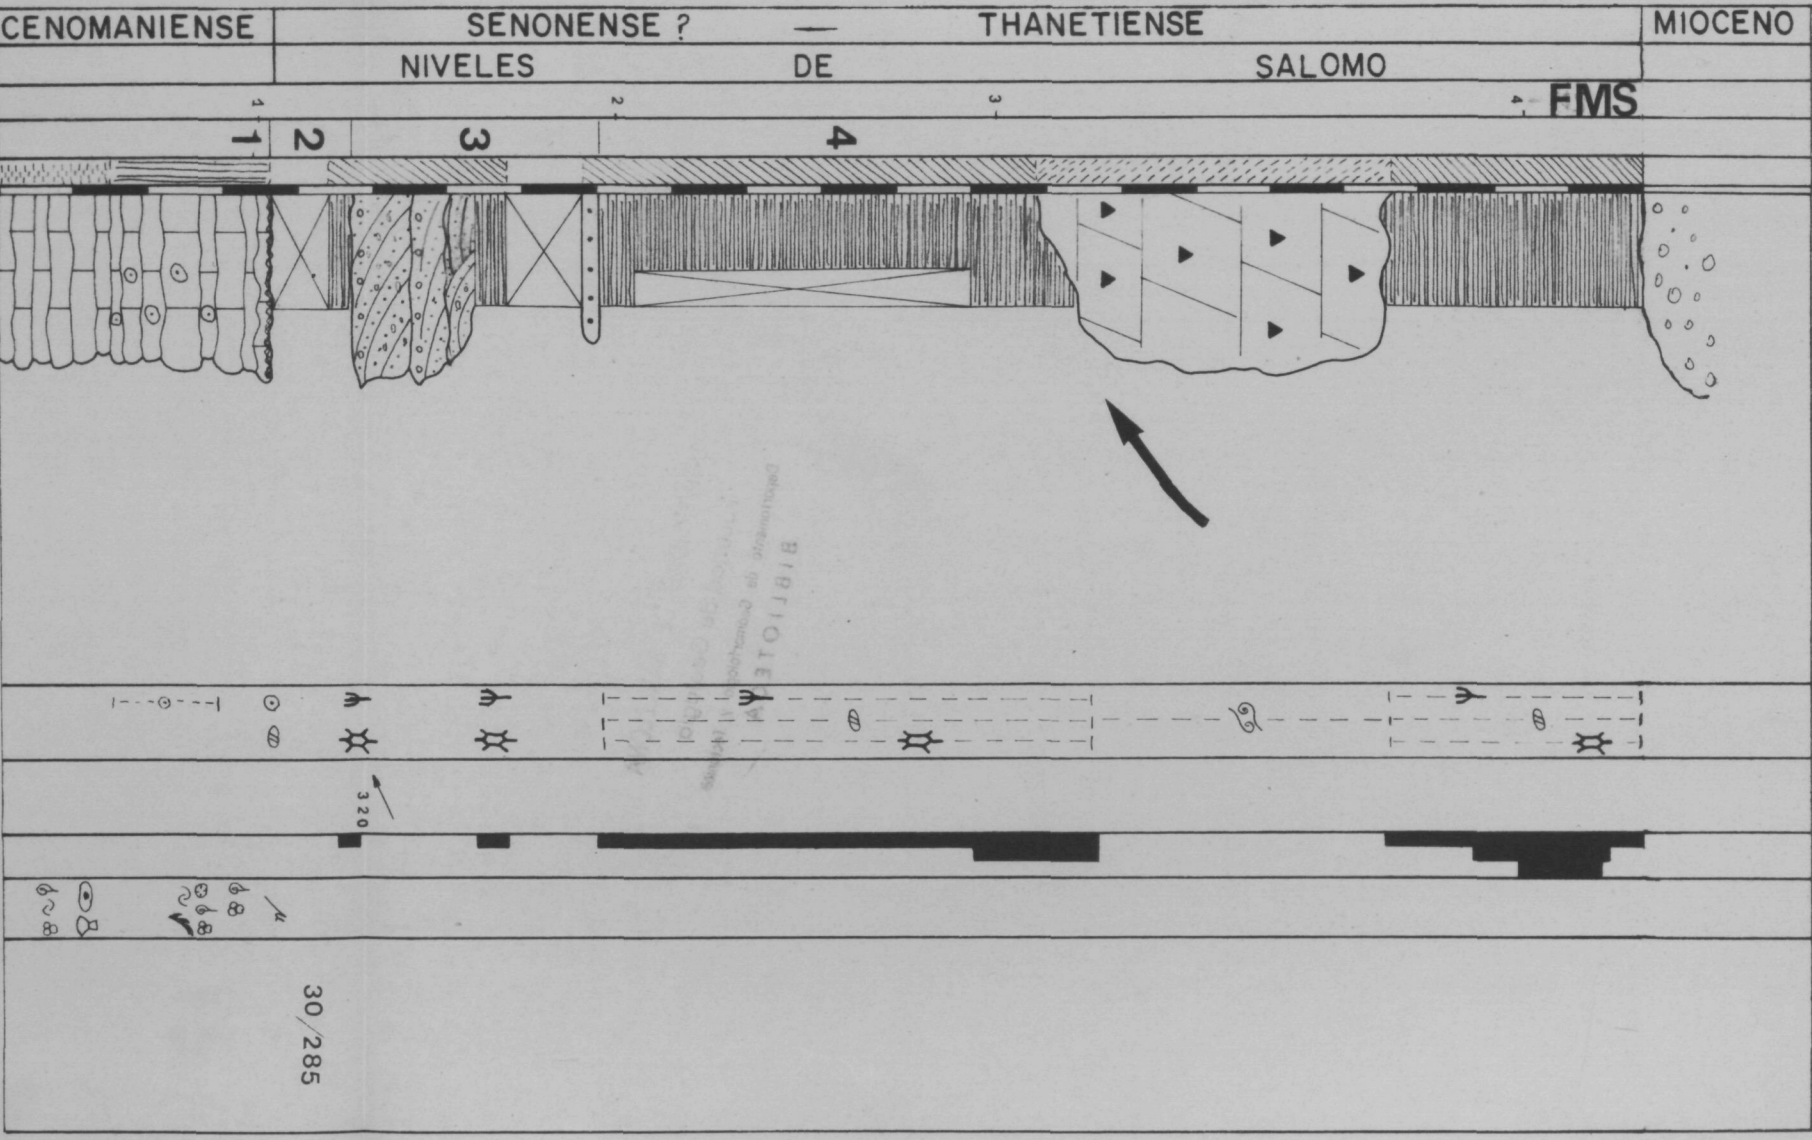 CENOMANIENSE SENONENSE ? — THANETIENSE MIOCENO
NIVELES DE SALOMO
1 2 3 4 FMS
1 2 3 4
BIBLIOTECA
320
30/285